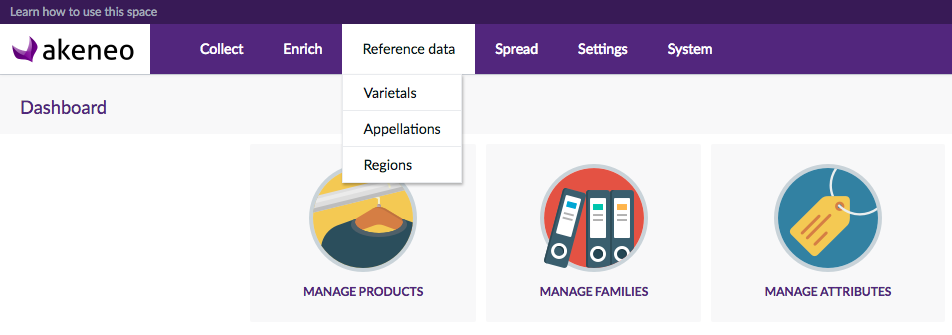 Learn how to use this space
akeneo Collect Enrich Reference data Spread Settings System
Varietals
Dashboard
Appellations
Regions
MANAGE PRODUCTS MANAGE FAMILIES MANAGE ATTRIBUTES